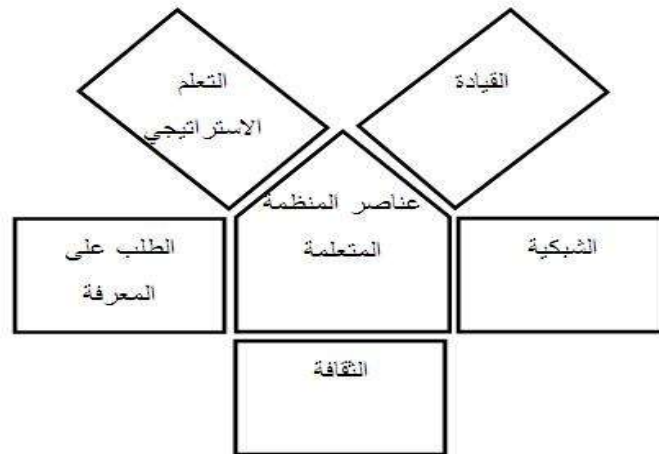 القيادة
التعلم
الاستراتيجي
عناصر المنظمة
المتعلمة
الشبكية
الطلب على
المعرفة
الثقافة